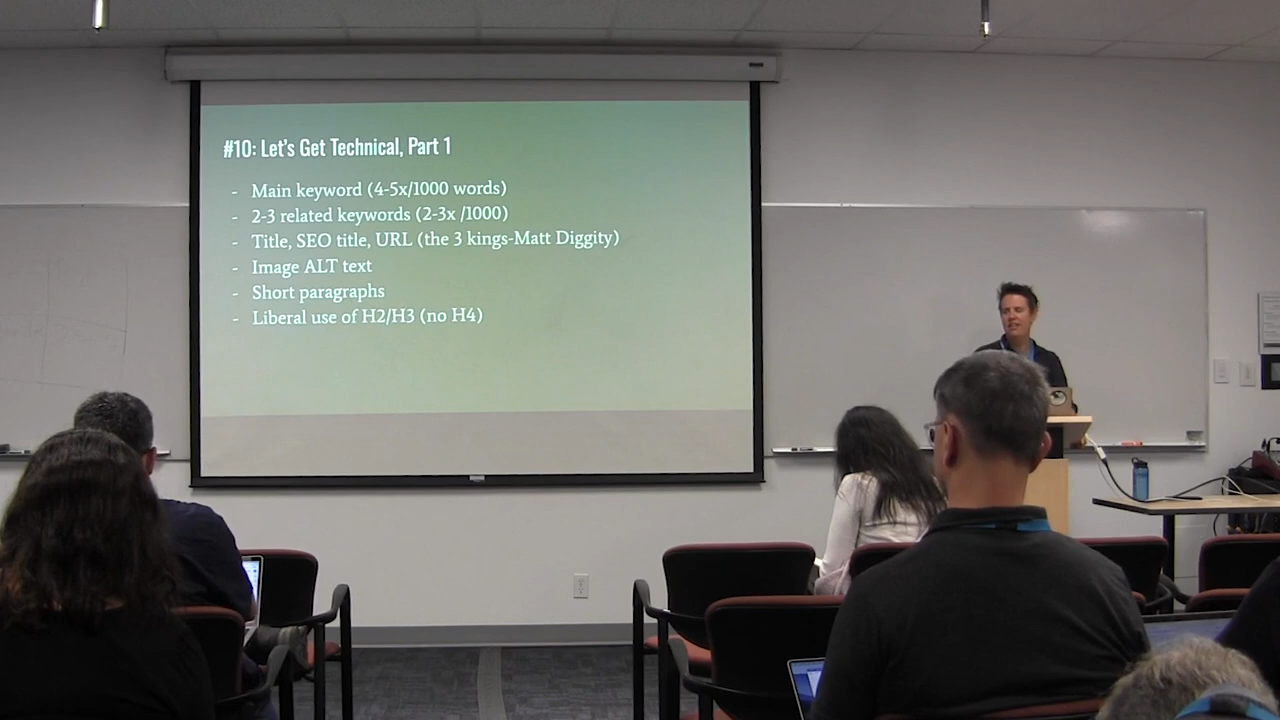 #10: Let's Get Technical, Part 1
- Main keyword (4-5x/1000 words)
- 2-3 related keywords (2-3x /1000)
- Title, SEO title, URL (the 3 kings-Matt Diggity)
- Image ALT text
- Short paragraphs
- Liberal use of H2/H3 (no H4)